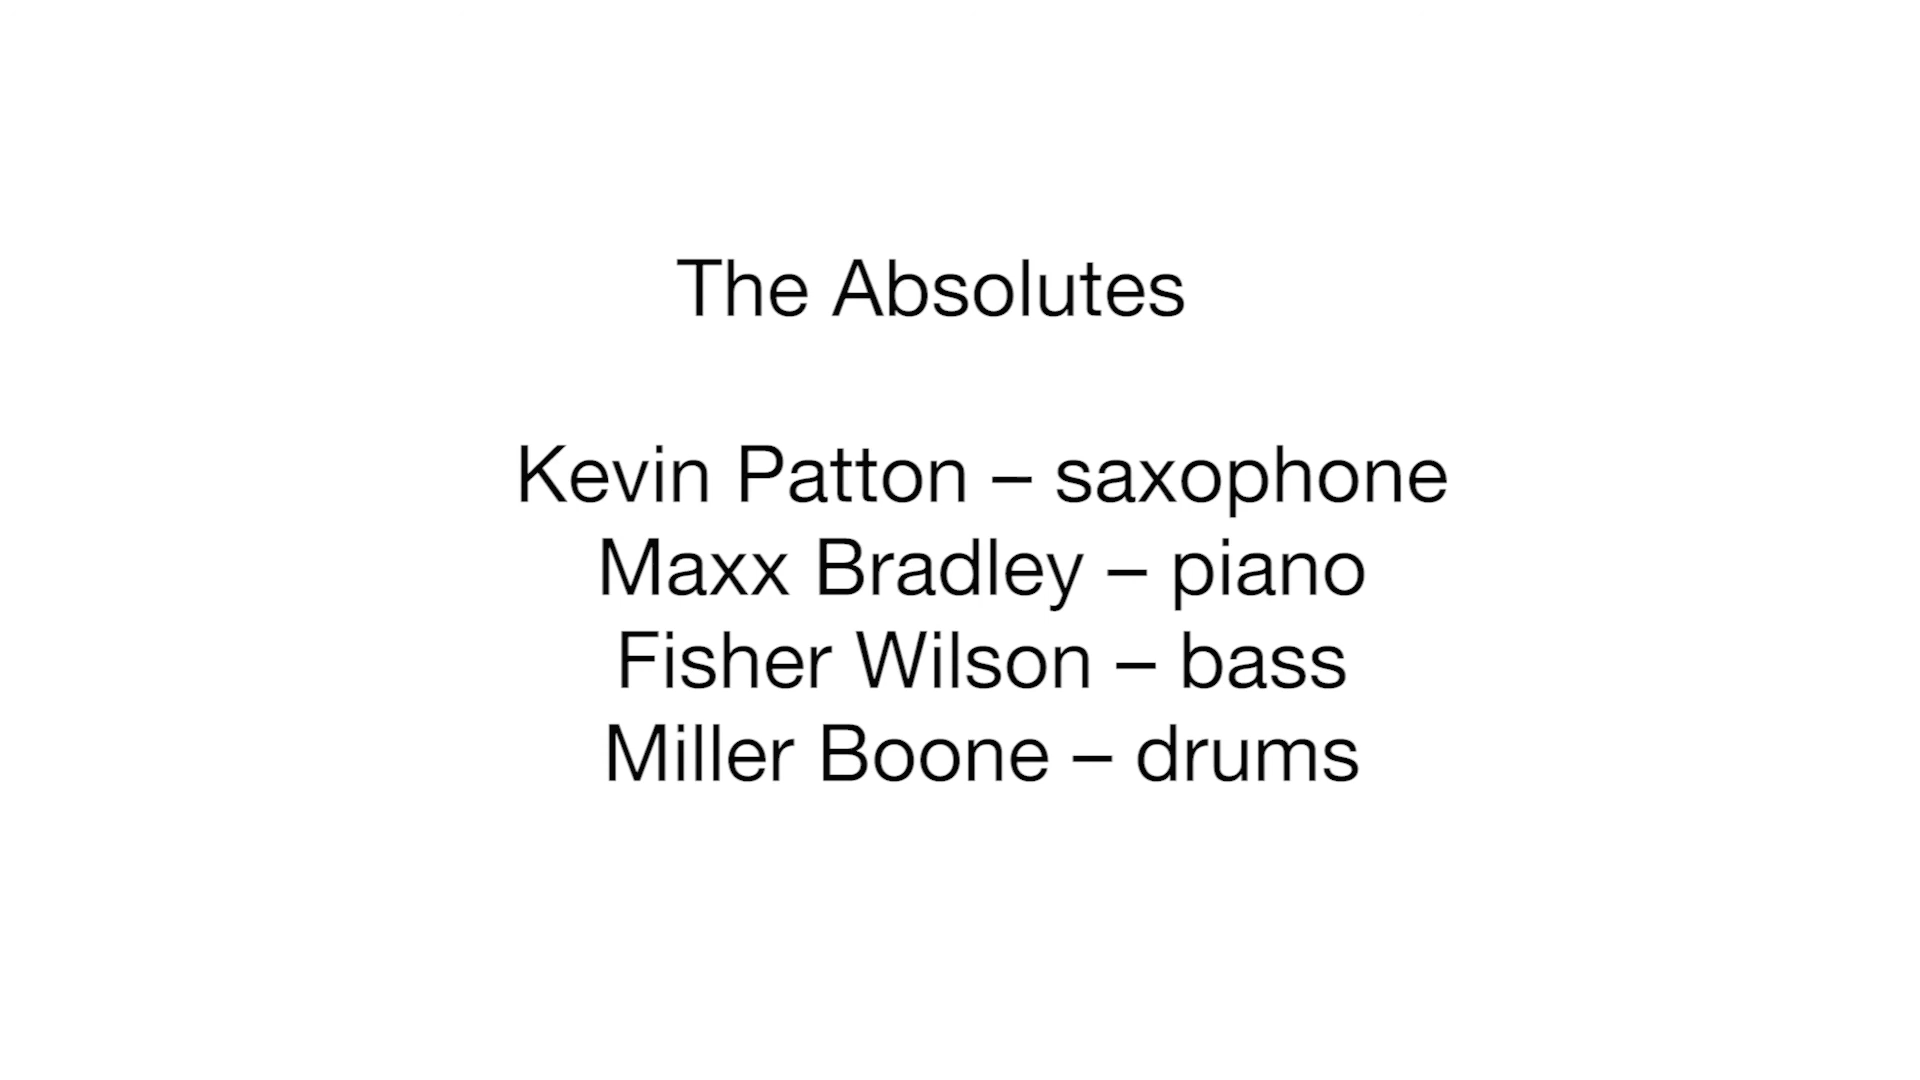 The Absolutes
Kevin Patton – saxophone
Maxx Bradley – piano
Fisher Wilson – bass
Miller Boone – drums